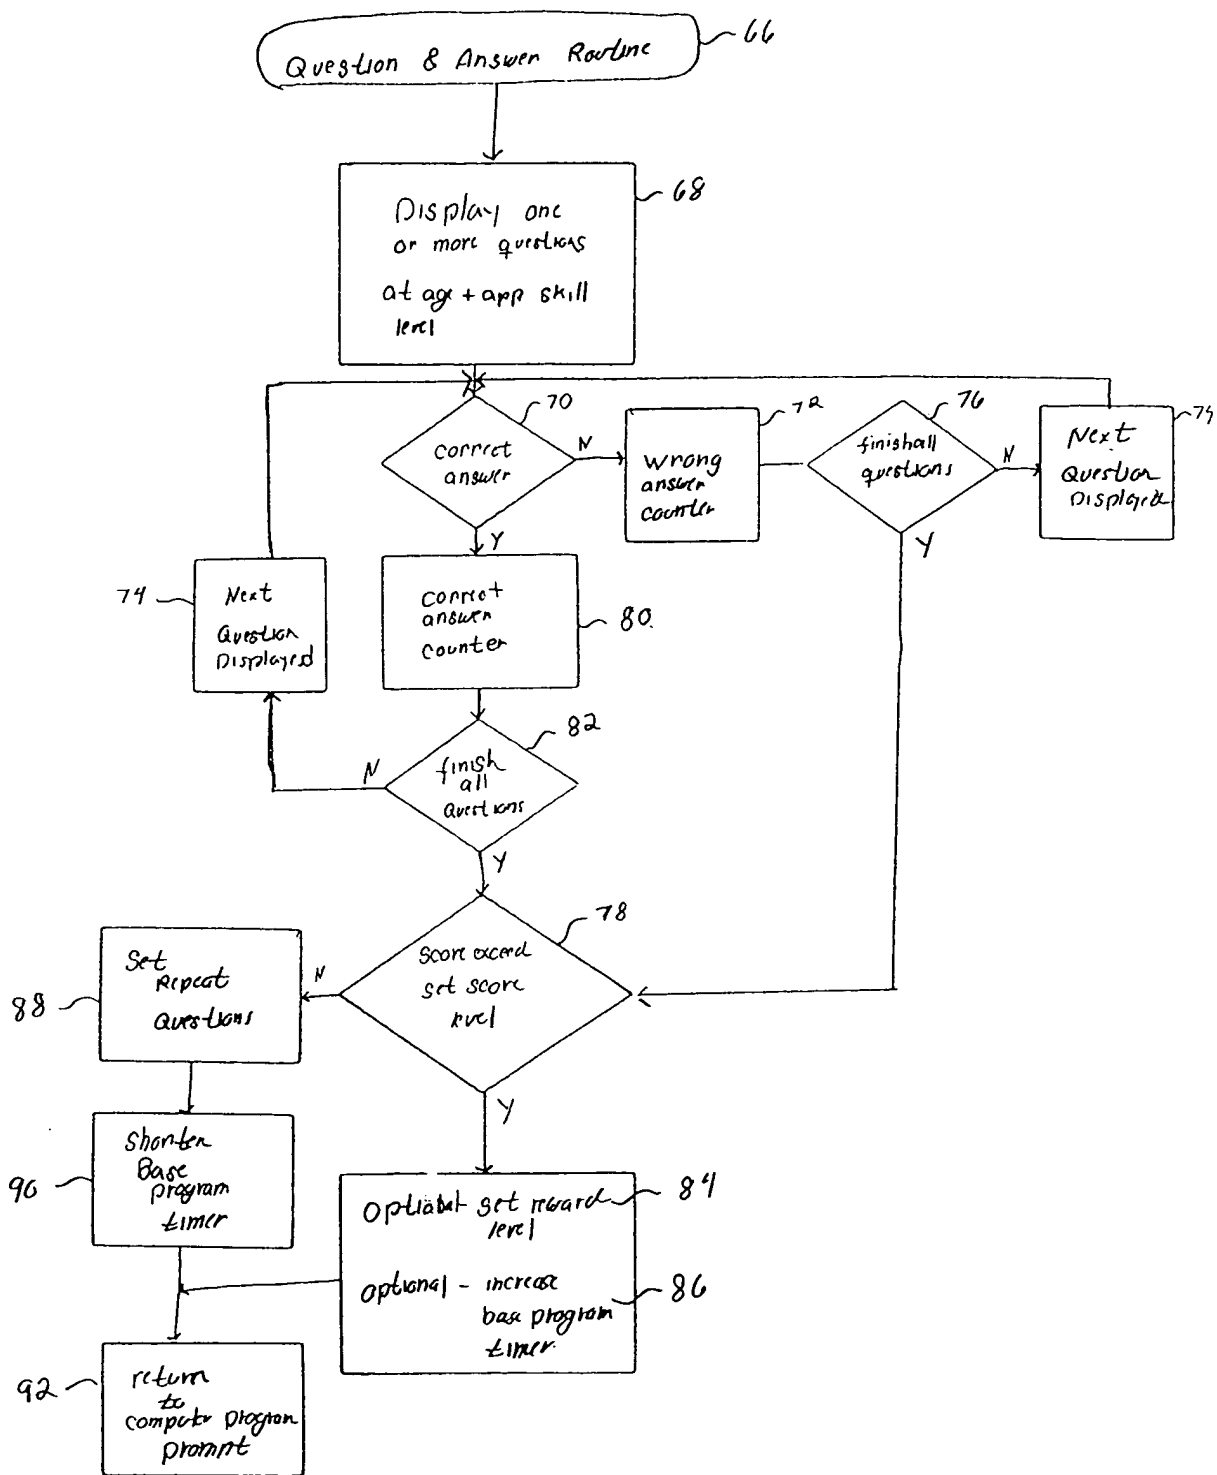 Question & Answer Routine
66
Display one
or more questions
at age + app skill
level
68
correct
answer
70
N
Y
wrong
answer
counter
72
finish all
questions
76
N
Y
Next
Question
Displayed
74
Next
Question
Displayed
74
correct
answer
counter
80
finish
all
questions
82
N
Y
score exceed
set score
level
78
N
Y
Set
Repeat
Questions
88
Shorten
Base
program
timer
90
set reward
level
84
optional - increase
base program
timer
86
return
to
computer program
prompt
92